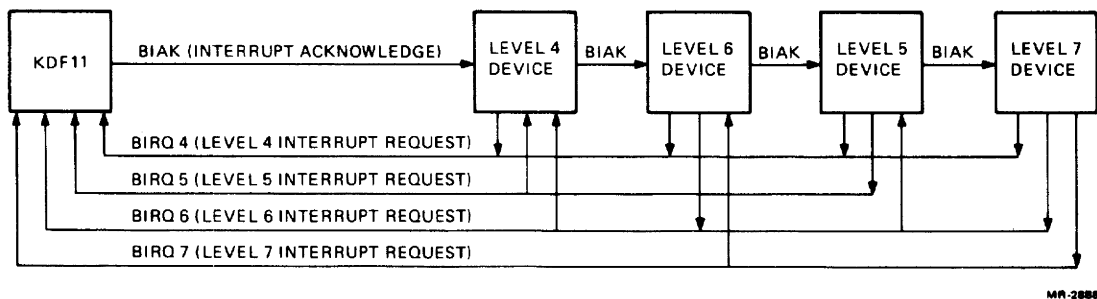 KDF11
BIAK (INTERRUPT ACKNOWLEDGE)
LEVEL 4
DEVICE
BIAK
LEVEL 6
DEVICE
BIAK
LEVEL 5
DEVICE
BIAK
LEVEL 7
DEVICE
BIRQ 4 (LEVEL 4 INTERRUPT REQUEST)
BIRQ 5 (LEVEL 5 INTERRUPT REQUEST)
BIRQ 6 (LEVEL 6 INTERRUPT REQUEST)
BIRQ 7 (LEVEL 7 INTERRUPT REQUEST)
MR-2888